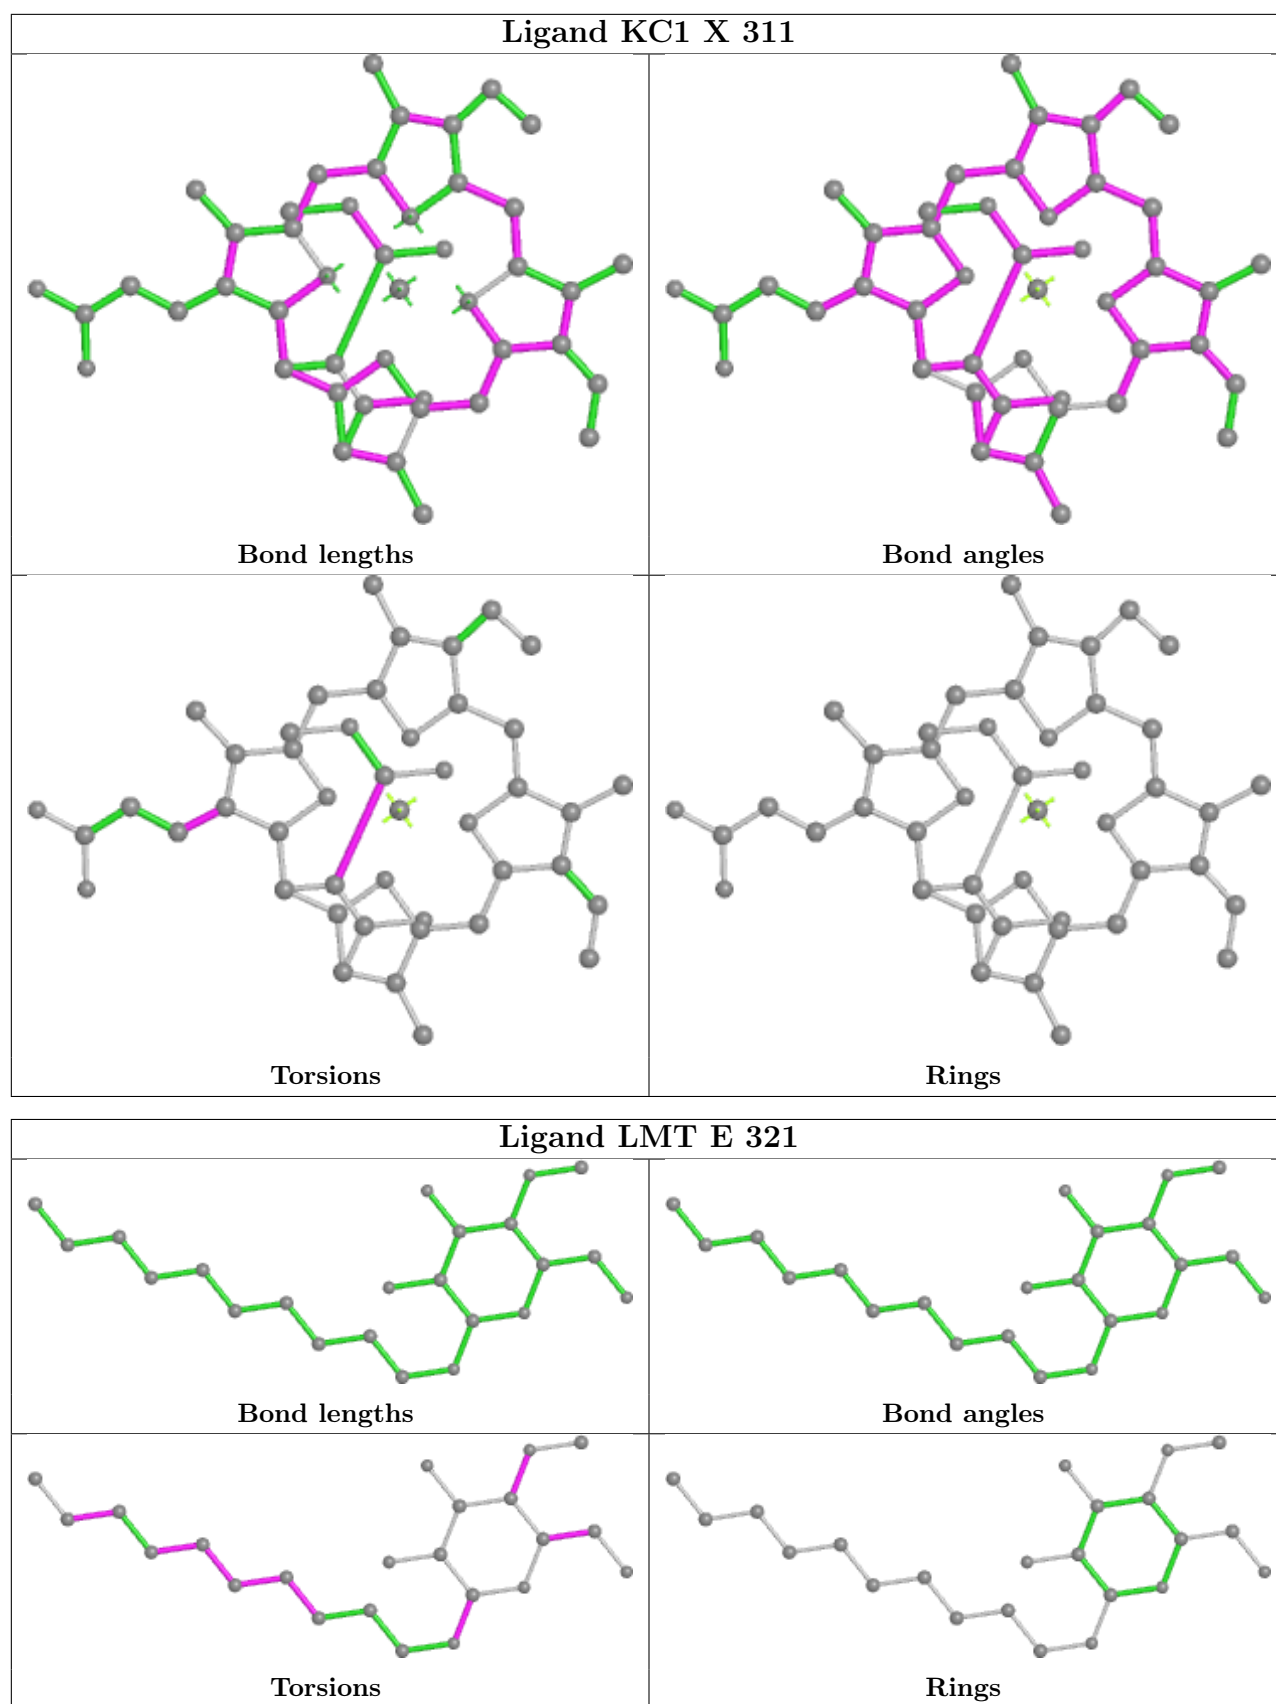 Ligand KC1 X 311
Bond lengths
Bond angles
Torsions
Rings
Ligand LMT E 321
Bond lengths
Bond angles
Torsions
Rings